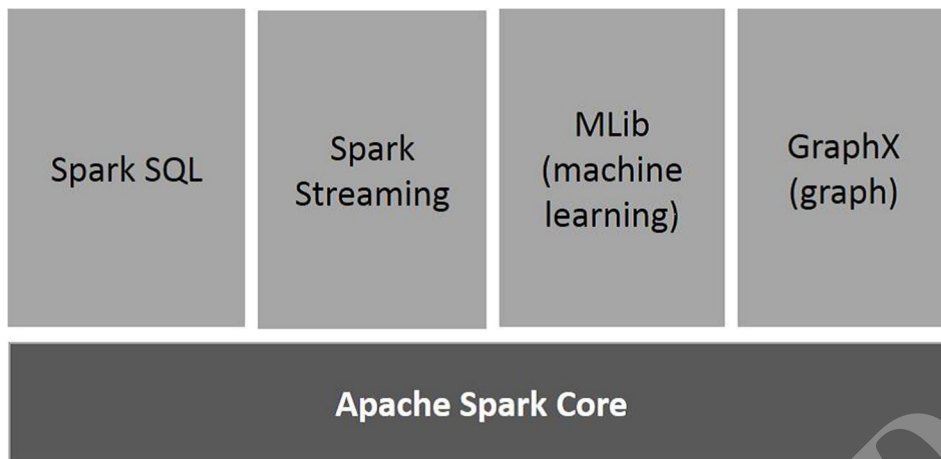 Spark SQL
Spark
Streaming
MLib
(machine
learning)
GraphX
(graph)
Apache Spark Core